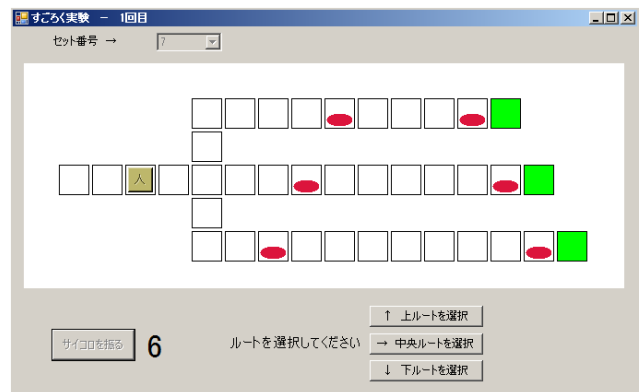 すごろく実験 － 1回目
セット番号 → 7
人
↑ 上ルートを選択
サイコロを振る 6 ルートを選択してください → 中央ルートを選択
↓ 下ルートを選択